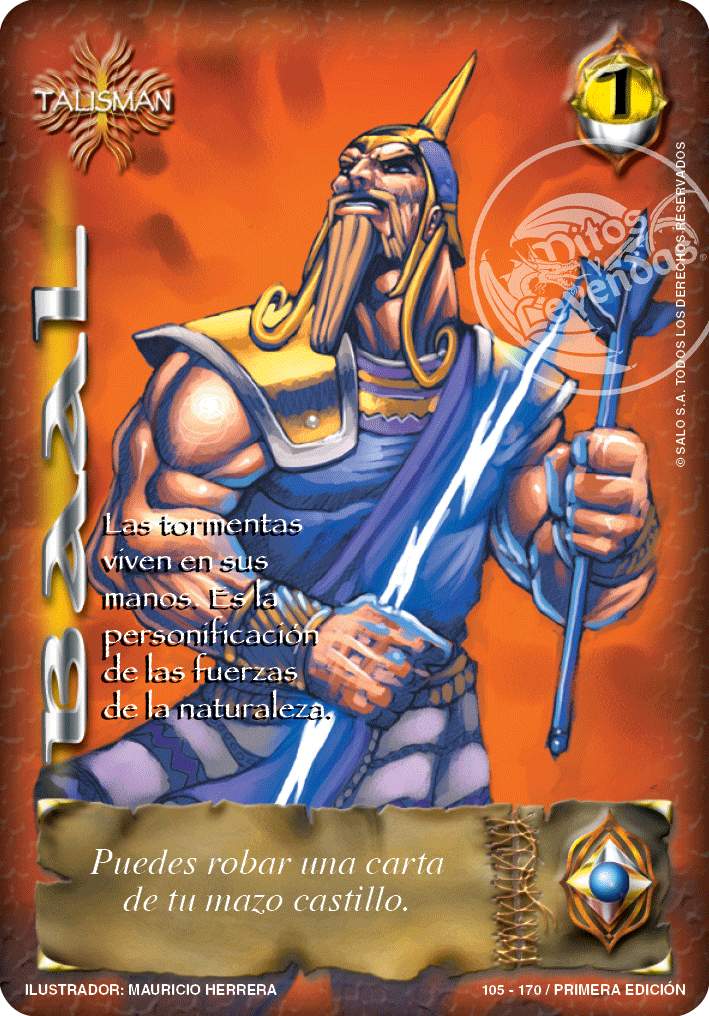 TALISMAN
1
BAAL
Mitos
Leyendas
®
© SALO S.A. TODOS LOS DERECHOS RESERVADOS
Las tormentas
viven en sus
manos. Es la
personificación
de las fuerzas
de la naturaleza.
Puedes robar una carta
de tu mazo castillo.
ILUSTRADOR: MAURICIO HERRERA
105 - 170 / PRIMERA EDICIÓN